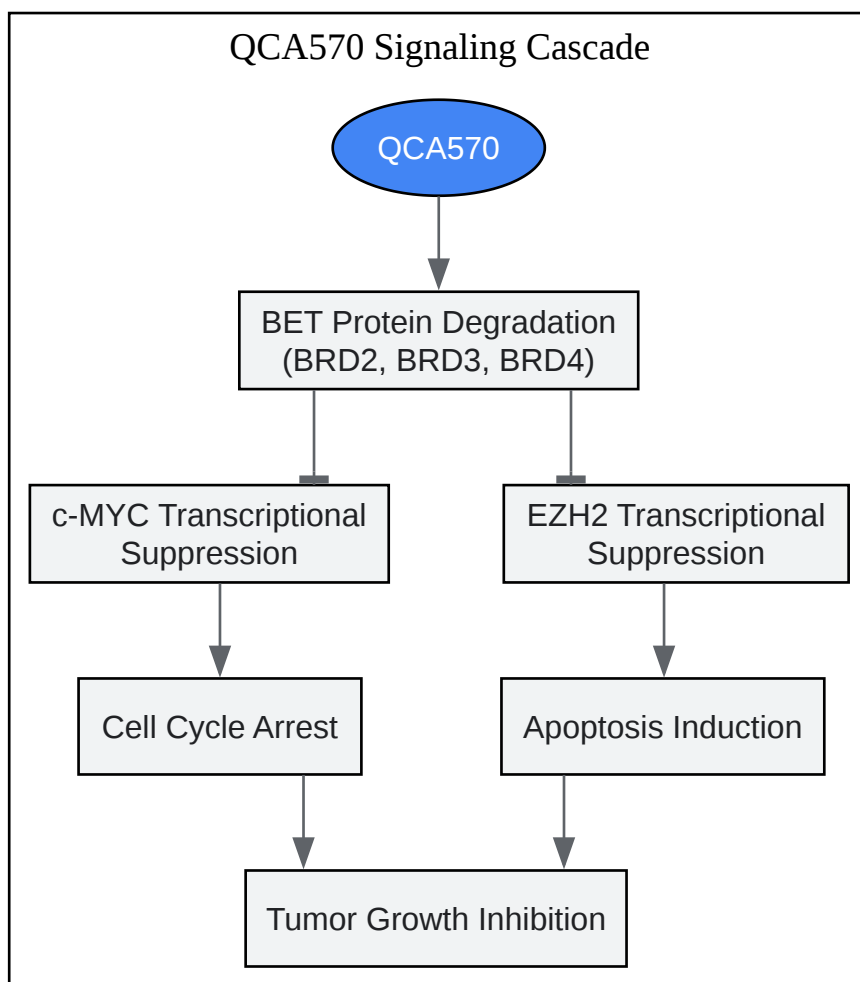 QCA570 Signaling Cascade
QCA570
BET Protein Degradation
(BRD2, BRD3, BRD4)
c-MYC Transcriptional
Suppression
EZH2 Transcriptional
Suppression
Cell Cycle Arrest
Apoptosis Induction
Tumor Growth Inhibition